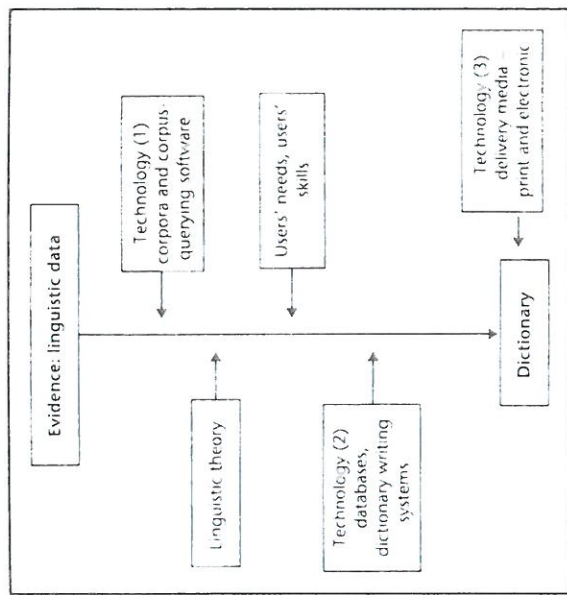 Evidence: linguistic data
Technology (1)
corpora and corpus-
querying software
Linguistic theory
Users' needs, users'
skills
Technology (2)
databases,
dictionary writing
systems
Technology (3)
delivery media –
print and electronic
Dictionary